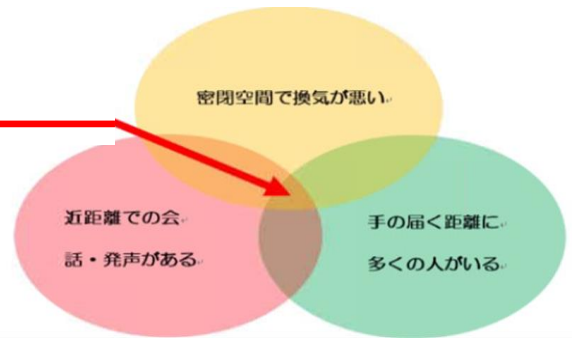 密閉空間で換気が悪い
近距離での会
話・発声がある
手の届く距離に
多くの人がいる